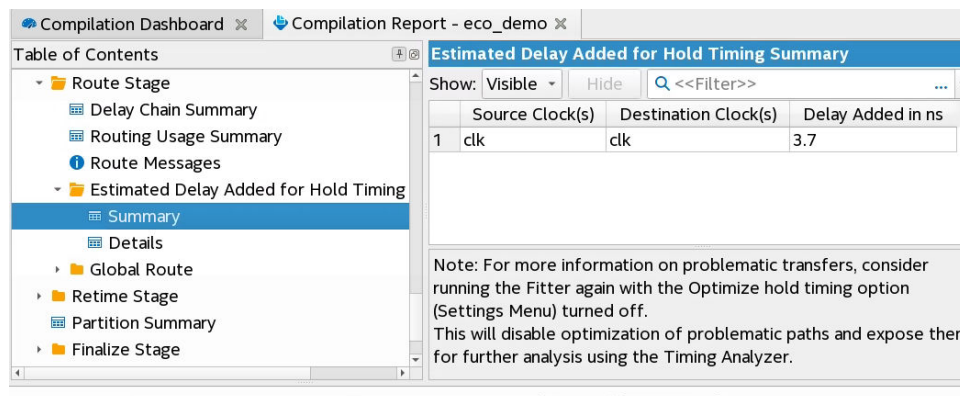 Compilation Dashboard
Compilation Report - eco_demo
Table of Contents
Route Stage
Delay Chain Summary
Routing Usage Summary
Route Messages
Estimated Delay Added for Hold Timing
Summary
Details
Global Route
Retime Stage
Partition Summary
Finalize Stage
Estimated Delay Added for Hold Timing Summary
Show: Visible Hide <<Filter>> ...
Source Clock(s) Destination Clock(s) Delay Added in ns
1 clk clk 3.7
Note: For more information on problematic transfers, consider
running the Fitter again with the Optimize hold timing option
(Settings Menu) turned off.
This will disable optimization of problematic paths and expose
for further analysis using the Timing Analyzer.